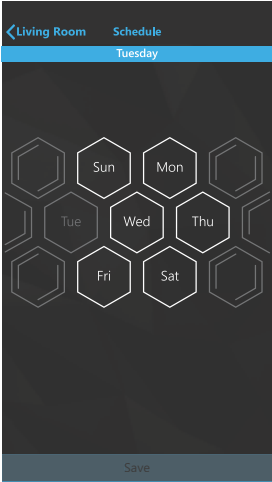 Living Room Schedule
Tuesday
Sun Mon
Tue Wed Thu
Fri Sat
Save